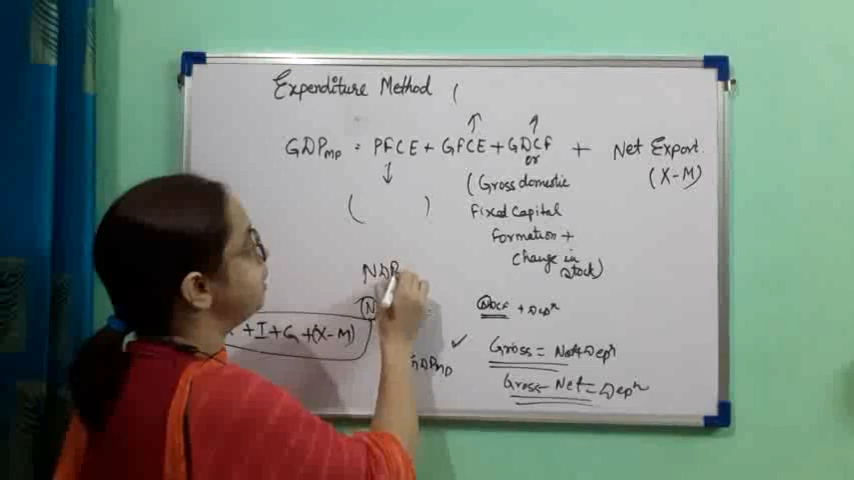 Expenditure Method (
GDPMP = PFCE + GFCE + GDCF + Net Export
or
(X-M)
( ) (Gross domestic
Fixed Capital
formation +
Change in
stock)
NDP
N
NDCF + Depn
+ I + G + (X-M)
GDPMP ✓ Gross = Net + Depn
Gross - Net = Depn